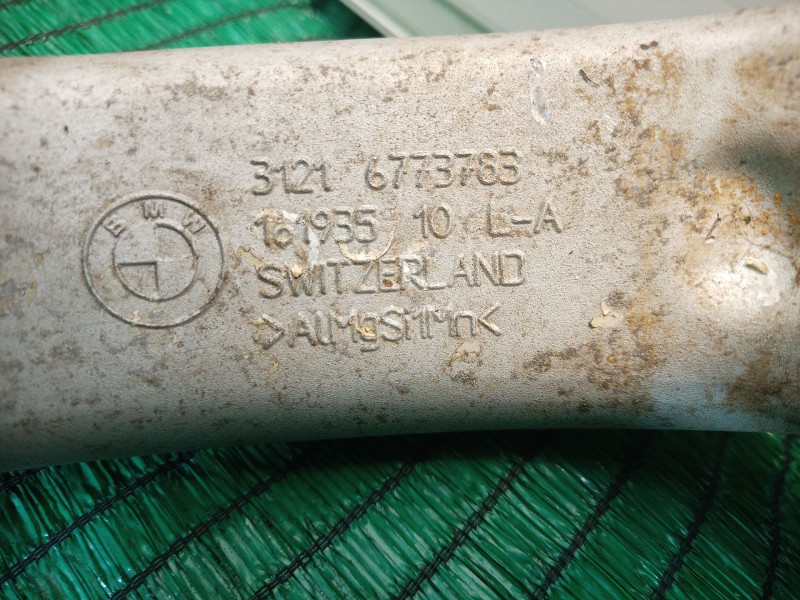 BMW
3121 6773783
161935 10 L-A
SWITZERLAND
>AlMgSi1Mn<